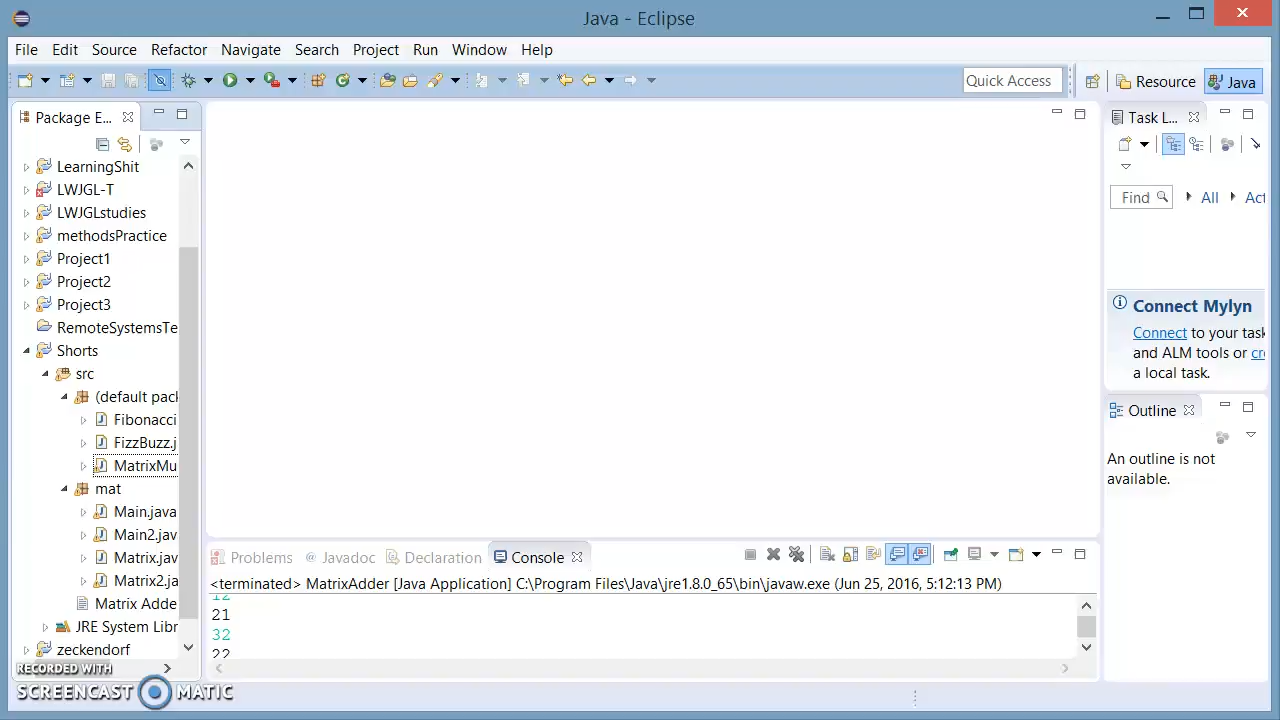 Java - Eclipse
File Edit Source Refactor Navigate Search Project Run Window Help
Quick Access
Resource
Java
Package E...
LearningShit
LWJGL-T
LWJGLstudies
methodsPractice
Project1
Project2
Project3
RemoteSystemsTe
Shorts
src
(default pack
Fibonacci
FizzBuzz.j
MatrixMu
mat
Main.java
Main2.jav
Matrix.jav
Matrix2.ja
Matrix Adde
JRE System Libr
zeckendorf
Task L...
Find
All
Act
Connect Mylyn
Connect to your task
and ALM tools or cr
a local task.
Outline
An outline is not
available.
Problems
@ Javadoc
Declaration
Console
<terminated> MatrixAdder [Java Application] C:\Program Files\Java\jre1.8.0_65\bin\javaw.exe (Jun 25, 2016, 5:12:13 PM)
12
21
32
22
RECORDED WITH
SCREENCAST MATIC